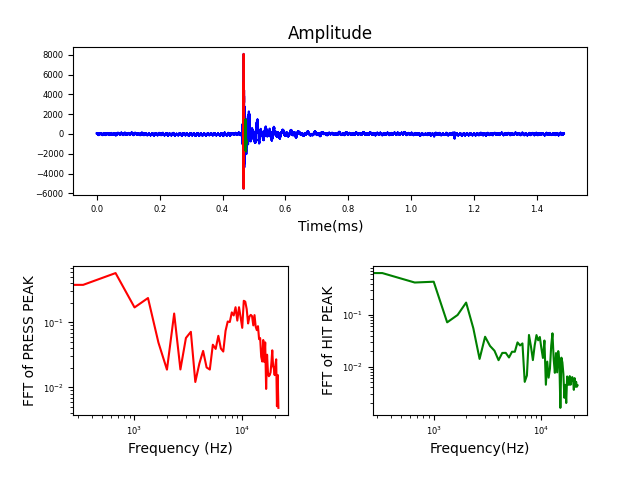 Amplitude
8000
6000
4000
2000
0
−2000
−4000
−6000
0.0 0.2 0.4 0.6 0.8 1.0 1.2 1.4
Time(ms)
FFT of PRESS PEAK
10⁻¹
10⁻²
10³ 10⁴
Frequency (Hz)
FFT of HIT PEAK
10⁻¹
10⁻²
10³ 10⁴
Frequency(Hz)